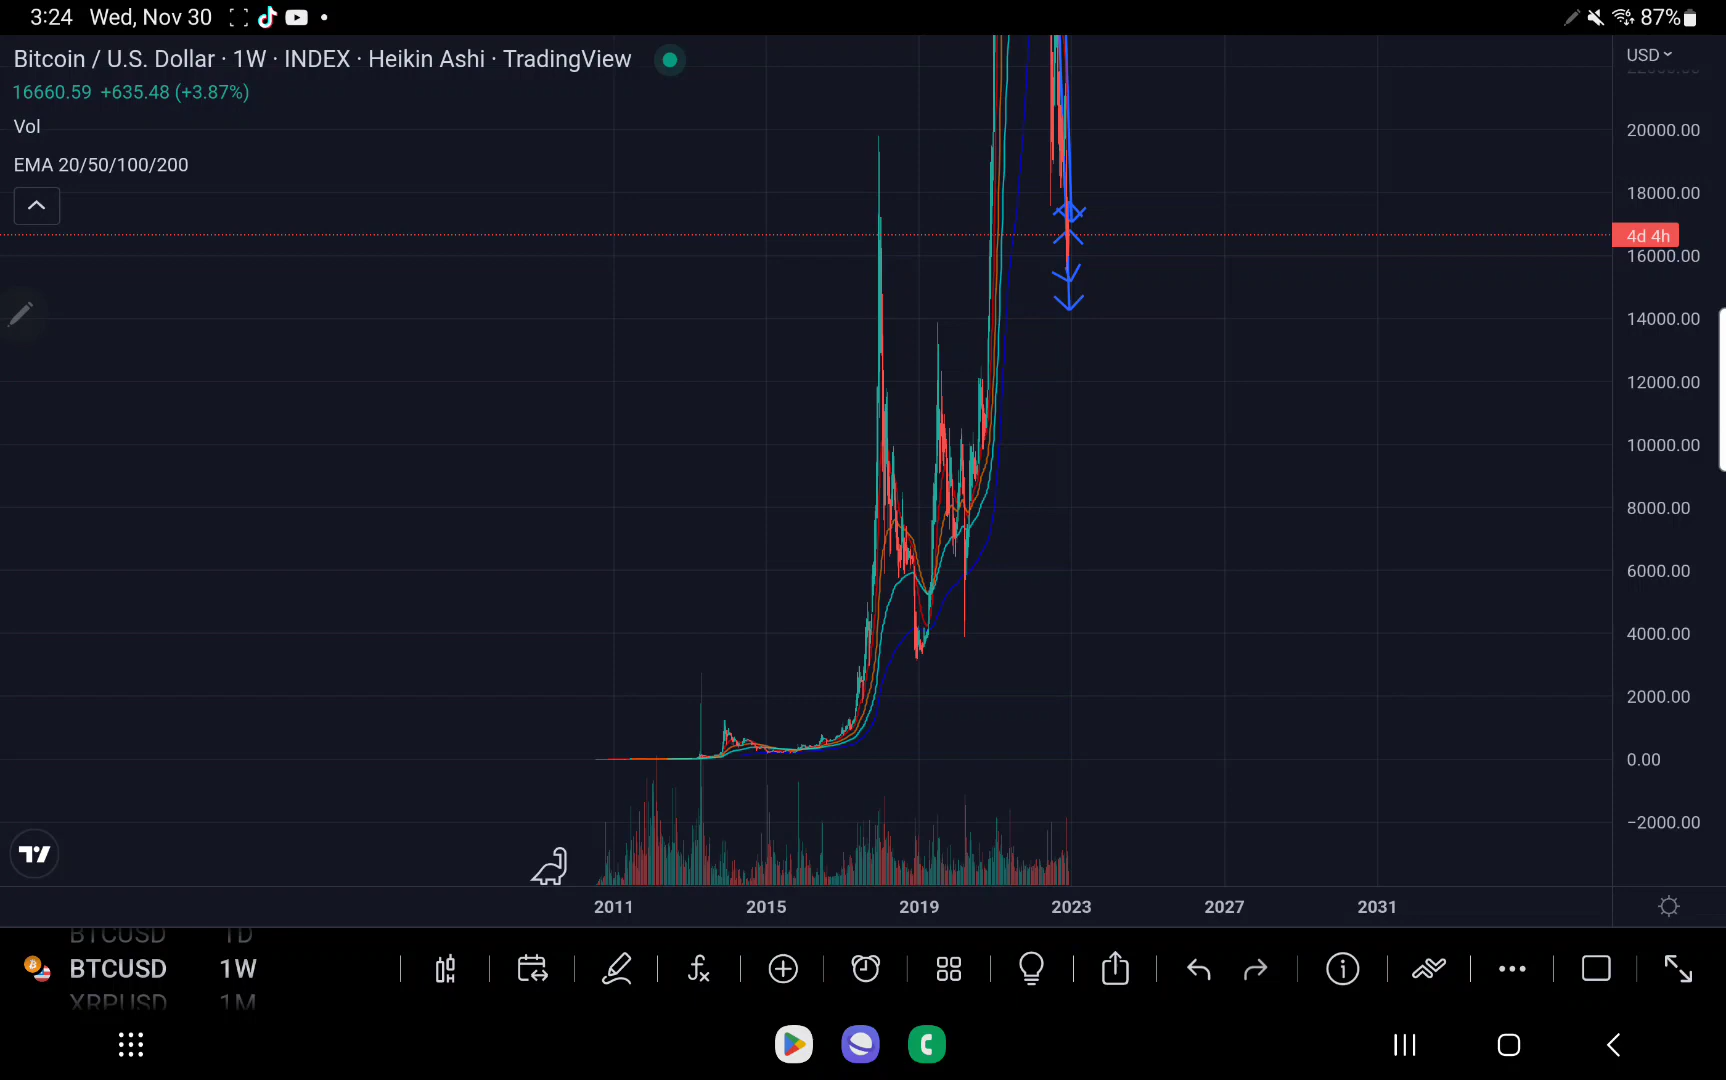 3:24 Wed, Nov 30
87%
Bitcoin / U.S. Dollar · 1W · INDEX · Heikin Ashi · TradingView
USD
16660.59 +635.48 (+3.87%)
Vol
EMA 20/50/100/200
20000.00
18000.00
4d 4h
16000.00
14000.00
12000.00
10000.00
8000.00
6000.00
4000.00
2000.00
0.00
−2000.00
2011 2015 2019 2023 2027 2031
BTCUSD 1D
BTCUSD 1W
XRPUSD 1M